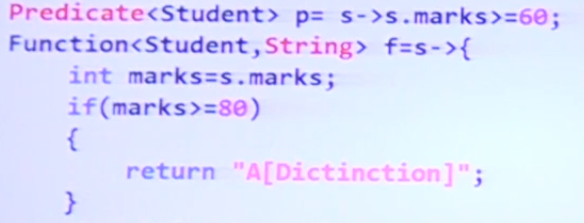 Predicate<Student> p= s->s.marks>=60;
Function<Student,String> f=s->{
int marks=s.marks;
if(marks>=80)
{
return "A[Dictinction]";
}